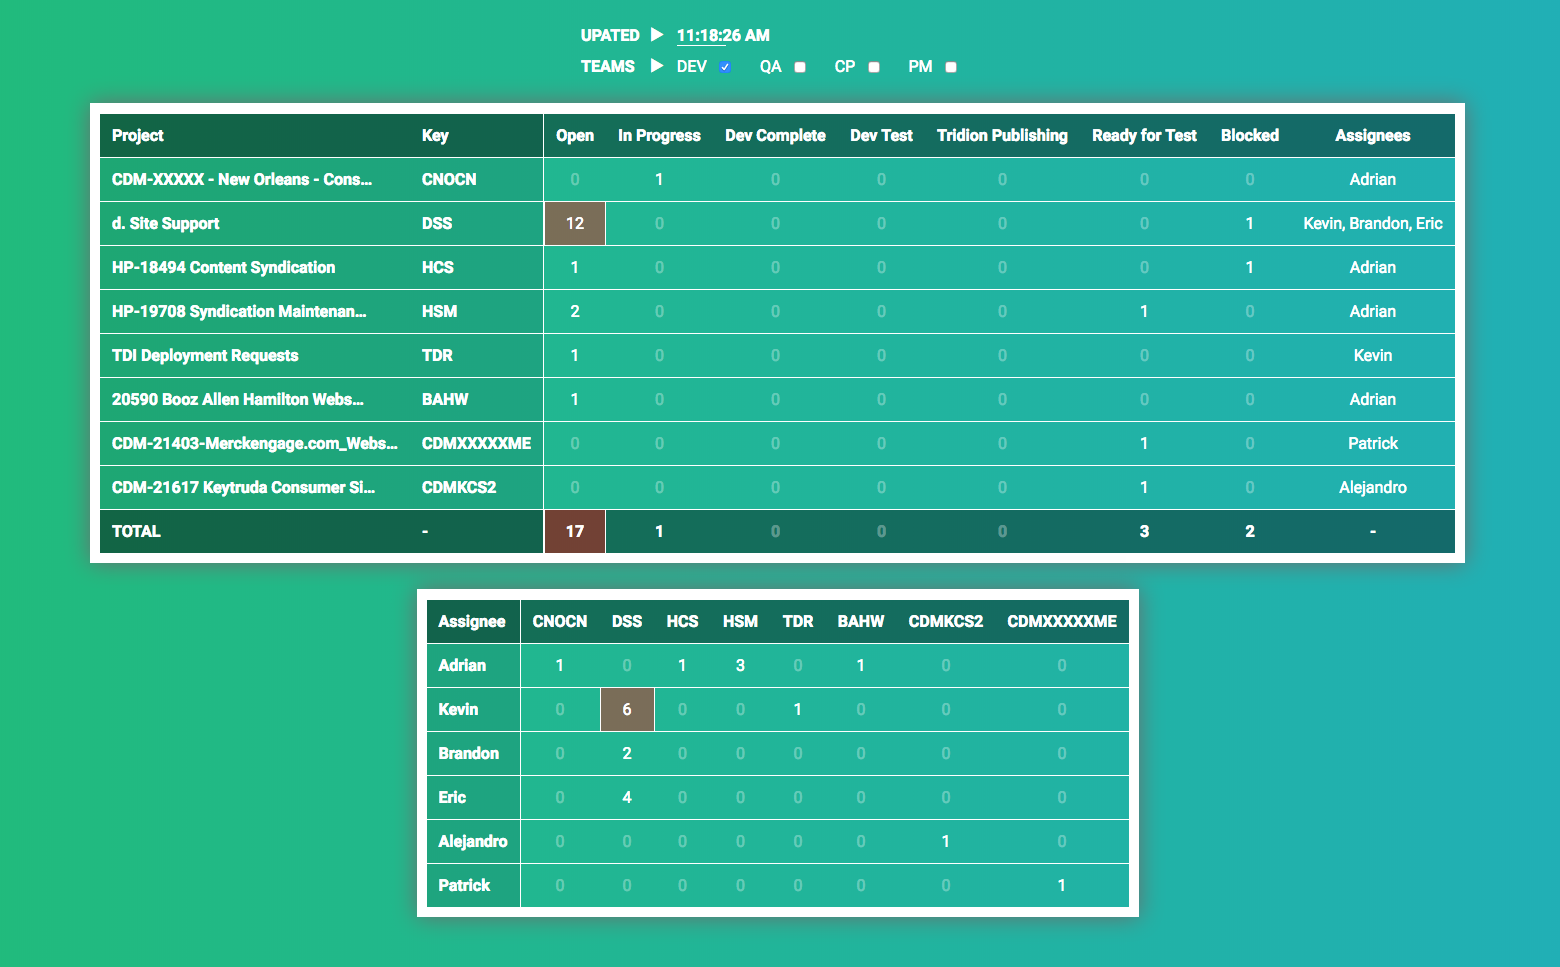 UPATED ▶ 11:18:26 AM
TEAMS ▶ DEV QA CP PM
Project Key Open In Progress Dev Complete Dev Test Tridion Publishing Ready for Test Blocked Assignees
CDM-XXXXX - New Orleans - Cons... CNOCN 0 1 0 0 0 0 0 Adrian
d. Site Support DSS 12 0 0 0 0 0 1 Kevin, Brandon, Eric
HP-18494 Content Syndication HCS 1 0 0 0 0 0 1 Adrian
HP-19708 Syndication Maintenan... HSM 2 0 0 0 0 1 0 Adrian
TDI Deployment Requests TDR 1 0 0 0 0 0 0 Kevin
20590 Booz Allen Hamilton Webs... BAHW 1 0 0 0 0 0 0 Adrian
CDM-21403-Merckengage.com_Webs... CDMXXXXXME 0 0 0 0 0 1 0 Patrick
CDM-21617 Keytruda Consumer Si... CDMKCS2 0 0 0 0 0 1 0 Alejandro
TOTAL - 17 1 0 0 0 3 2 -
Assignee CNOCN DSS HCS HSM TDR BAHW CDMKCS2 CDMXXXXXME
Adrian 1 0 1 3 0 1 0 0
Kevin 0 6 0 0 1 0 0 0
Brandon 0 2 0 0 0 0 0 0
Eric 0 4 0 0 0 0 0 0
Alejandro 0 0 0 0 0 0 1 0
Patrick 0 0 0 0 0 0 0 1